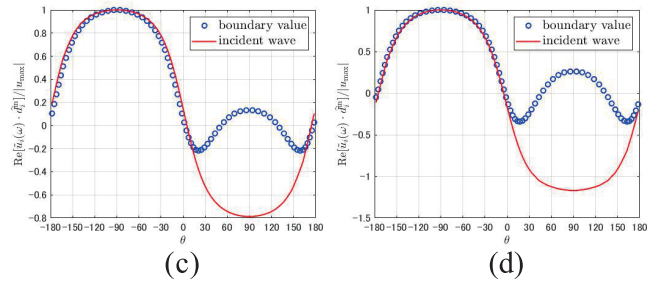 1
0.8
0.6
0.4
0.2
0
−0.2
−0.4
−0.6
−0.8
−180 −150 −120 −90 −60 −30 0 30 60 90 120 150 180
θ
boundary value
incident wave
(c)
1
0.5
0
−0.5
−1
−1.5
−180 −150 −120 −90 −60 −30 0 30 60 90 120 150 180
θ
boundary value
incident wave
(d)